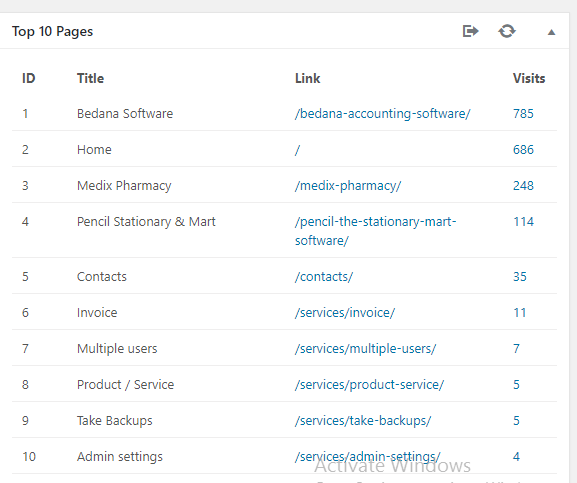 Top 10 Pages
ID Title Link Visits
1 Bedana Software /bedana-accounting-software/ 785
2 Home / 686
3 Medix Pharmacy /medix-pharmacy/ 248
4 Pencil Stationary & Mart /pencil-the-stationary-mart- 114
software/
5 Contacts /contacts/ 35
6 Invoice /services/invoice/ 11
7 Multiple users /services/multiple-users/ 7
8 Product / Service /services/product-service/ 5
9 Take Backups /services/take-backups/ 5
10 Admin settings /services/admin-settings/ 4
Activate Windows